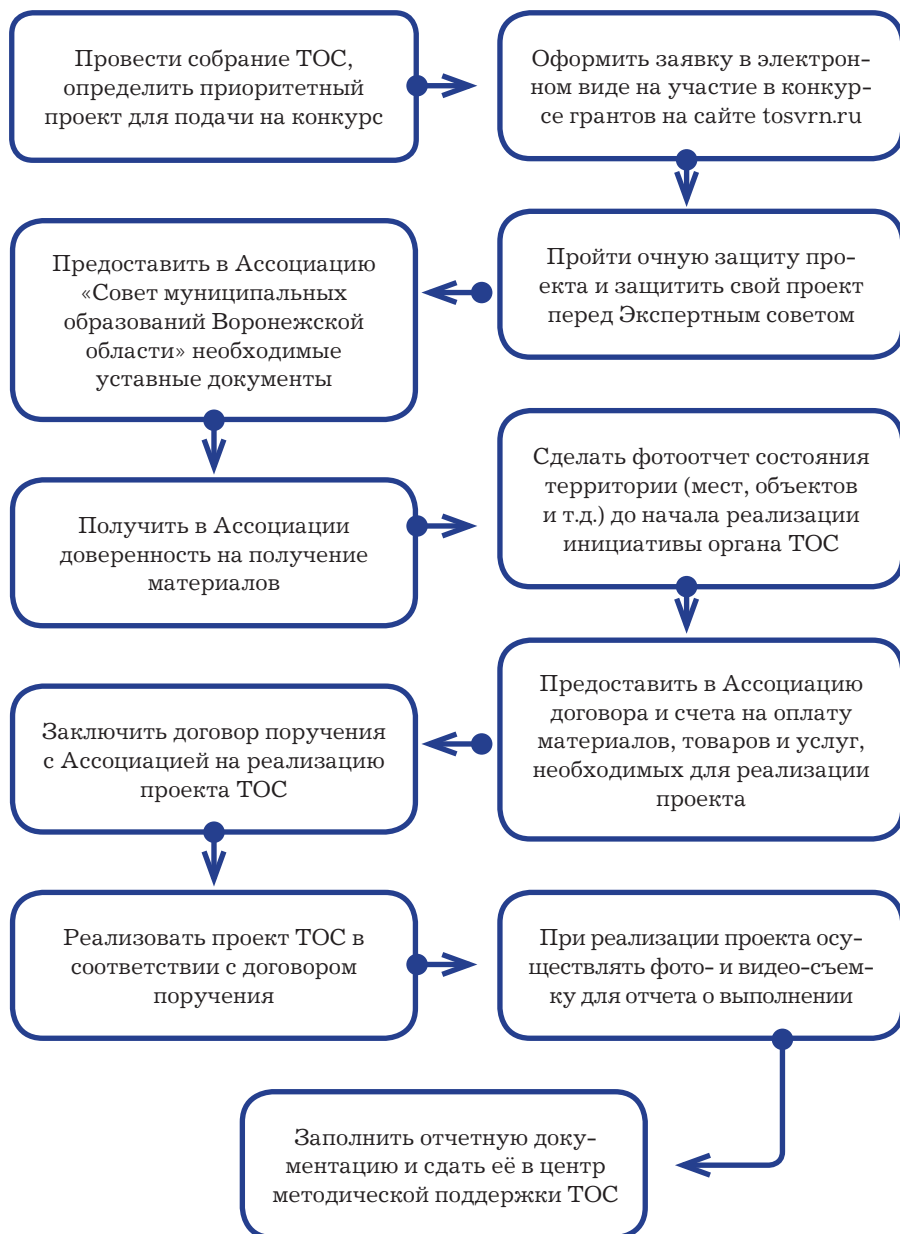 Провести собрание ТОС,
определить приоритетный
проект для подачи на конкурс
Оформить заявку в электрон-
ном виде на участие в конкур-
се грантов на сайте tosvrn.ru
Пройти очную защиту про-
екта и защитить свой проект
перед Экспертным советом
Предоставить в Ассоциацию
«Совет муниципальных
образований Воронежской
области» необходимые
уставные документы
Получить в Ассоциации
доверенность на получение
материалов
Сделать фотоотчет состояния
территории (мест, объектов
и т.д.) до начала реализации
инициативы органа ТОС
Предоставить в Ассоциацию
договора и счета на оплату
материалов, товаров и услуг,
необходимых для реализации
проекта
Заключить договор поручения
с Ассоциацией на реализацию
проекта ТОС
Реализовать проект ТОС в
соответствии с договором
поручения
При реализации проекта осу-
ществлять фото- и видео-съем-
ку для отчета о выполнении
Заполнить отчетную доку-
ментацию и сдать её в центр
методической поддержки ТОС